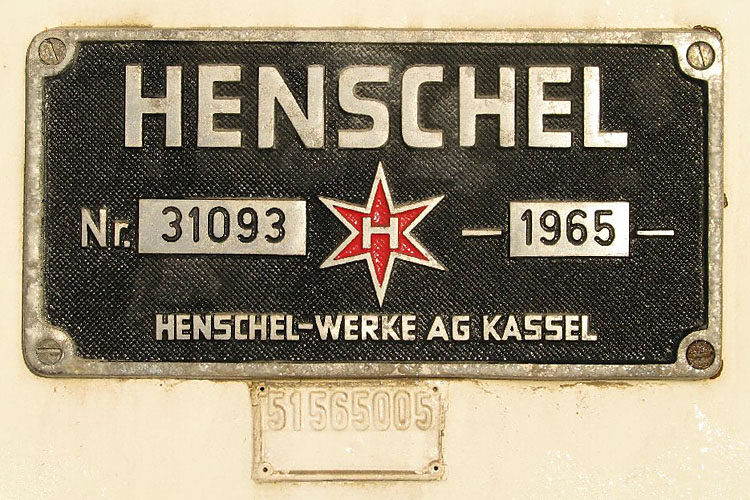 HENSCHEL
Nr. 31093 H — 1965 —
HENSCHEL-WERKE AG KASSEL
51565005